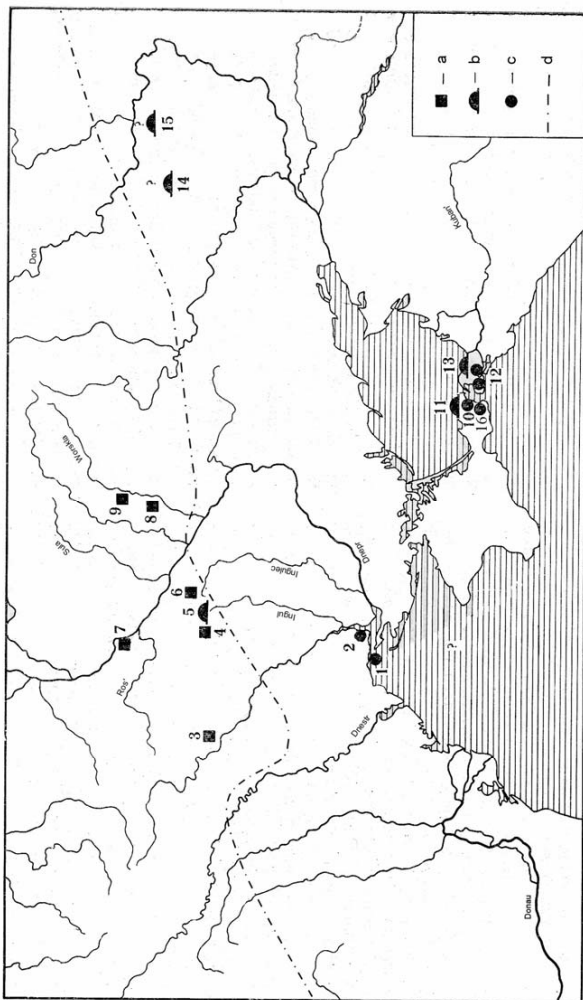 ■ – a
– b
● – c
–·–·– – d
Don
15
?
14
?
Kuban'
Worskla
Sula
9
8
13
11
12
10
16
7
6
5
4
Ros'
Ingulec
Ingul
Dnepr
2
1
?
3
Dnestr
Donau